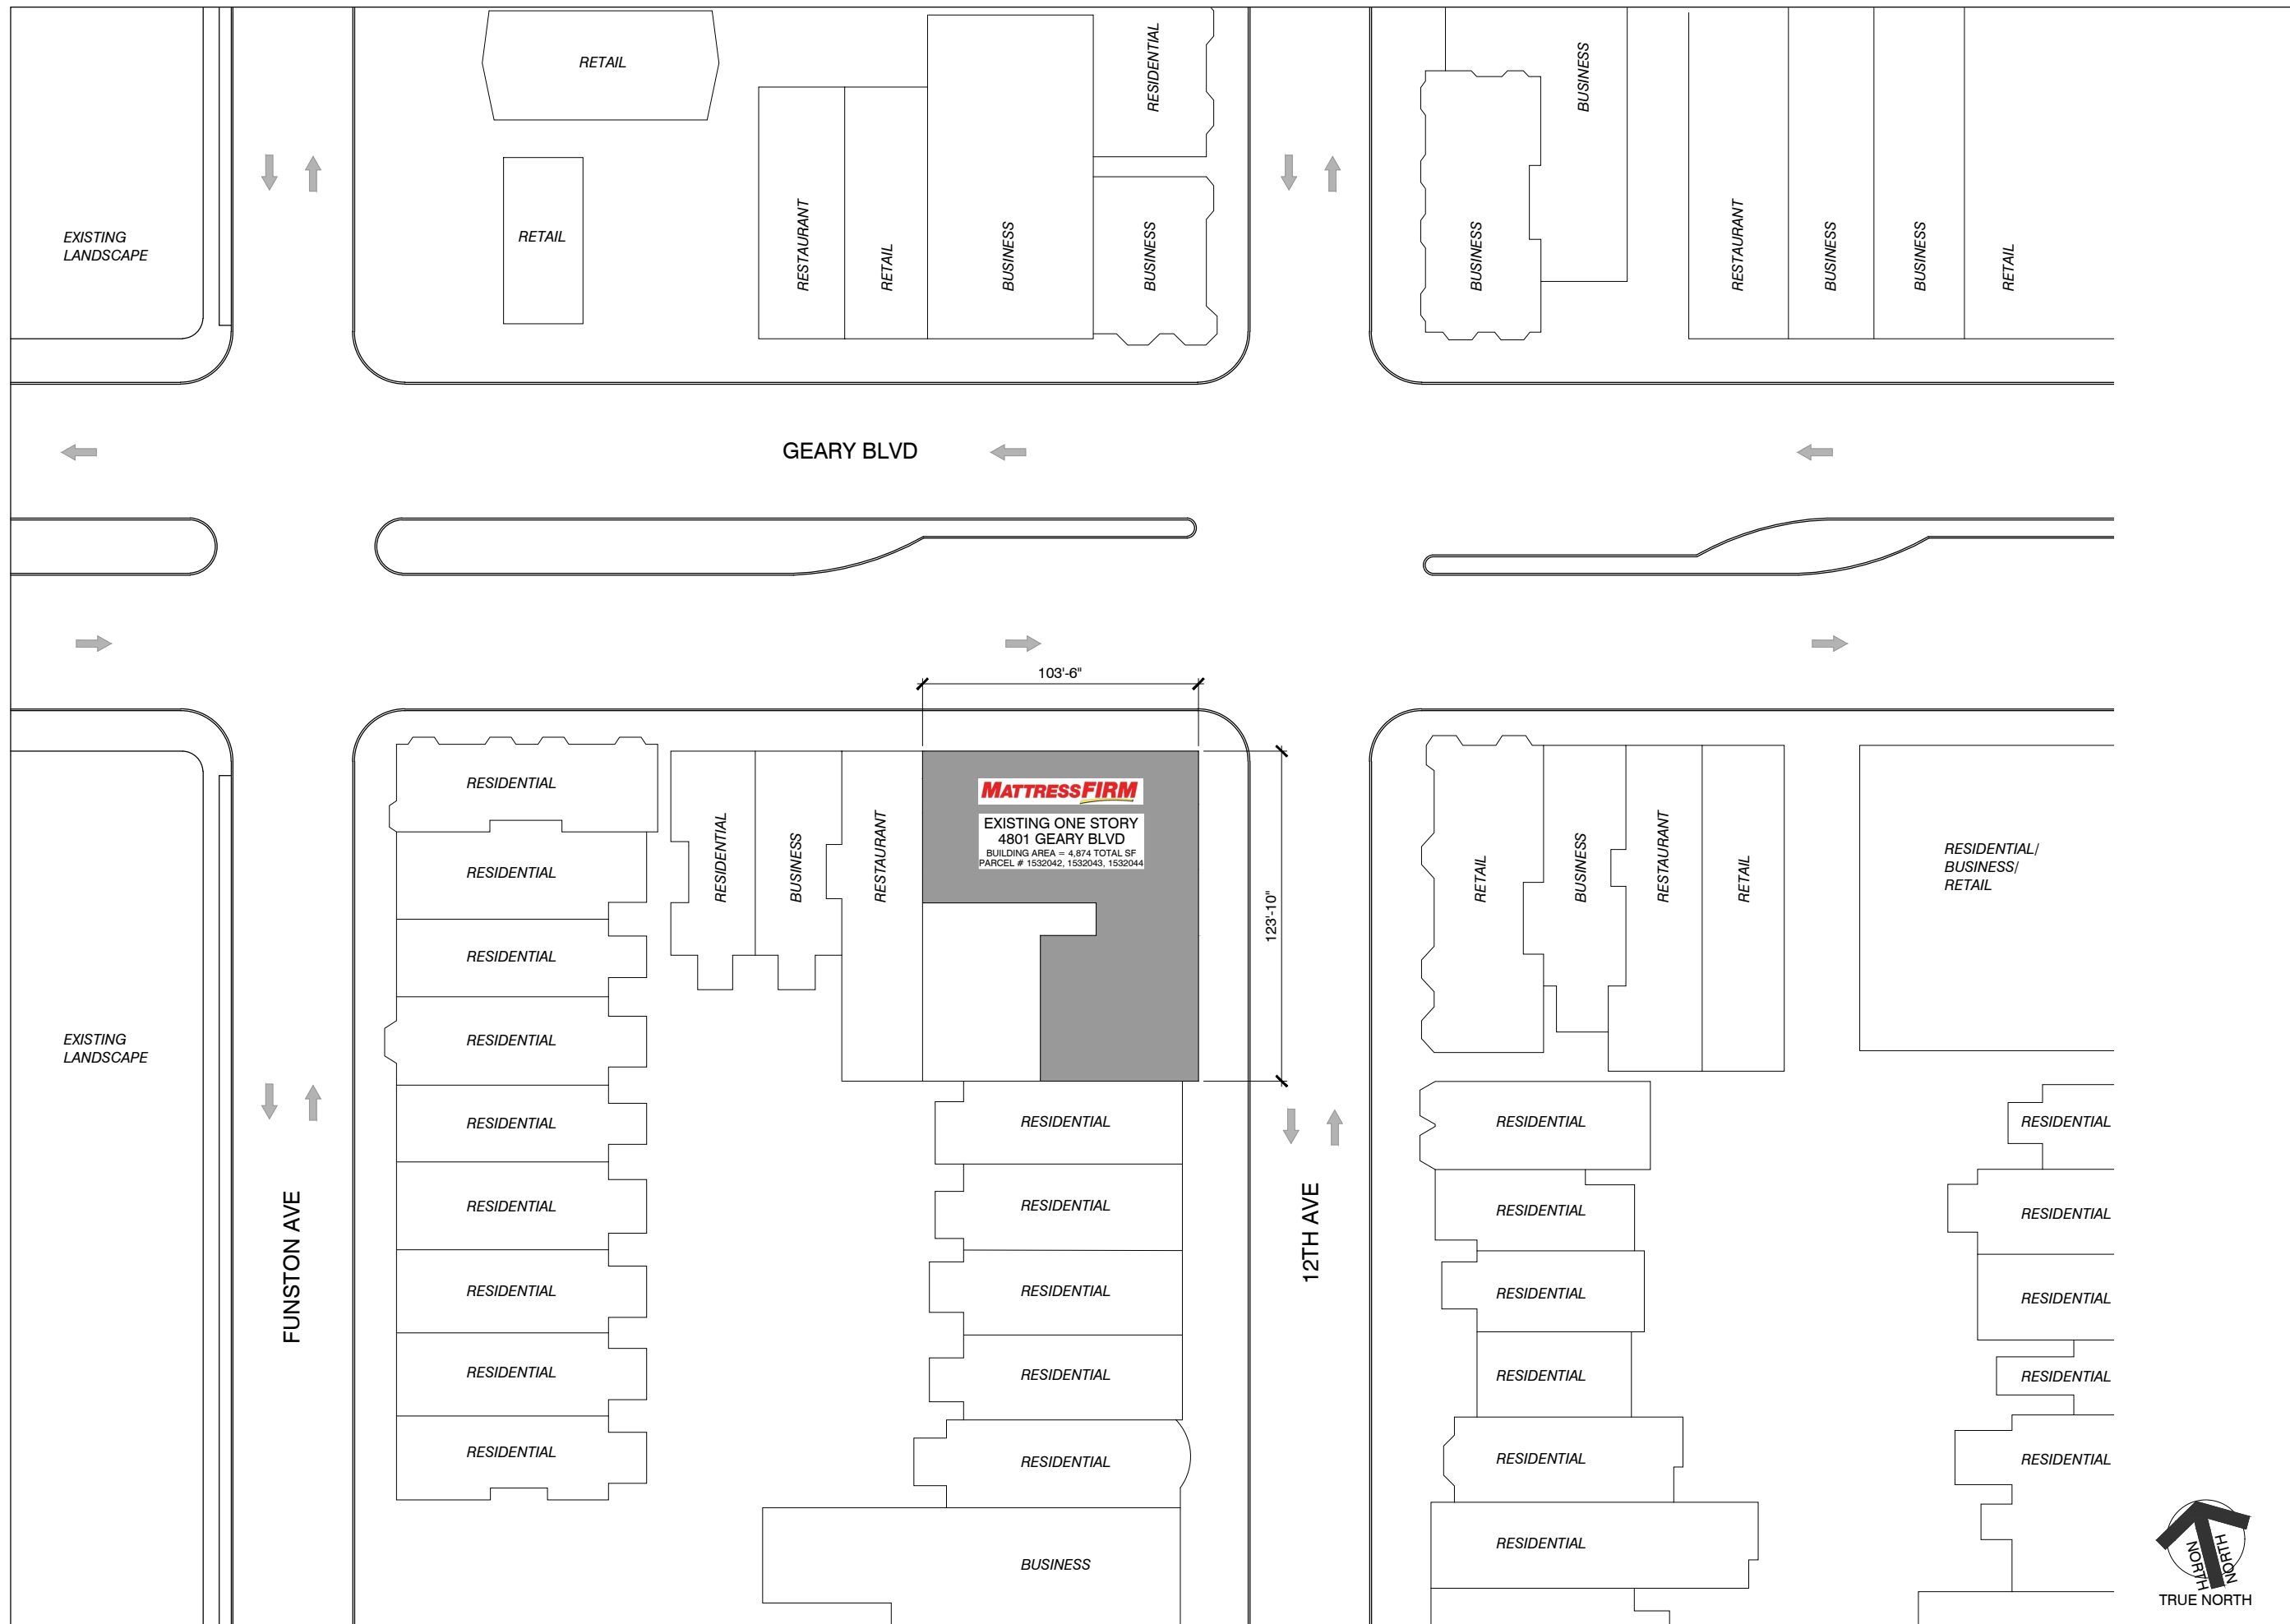 RETAIL
RESIDENTIAL
BUSINESS
EXISTING
LANDSCAPE
RETAIL
RESTAURANT
RETAIL
BUSINESS
BUSINESS
BUSINESS
RESTAURANT
BUSINESS
BUSINESS
RETAIL
GEARY BLVD
103'-6"
RESIDENTIAL
RESIDENTIAL
RESIDENTIAL
RESIDENTIAL
RESIDENTIAL
RESIDENTIAL
RESIDENTIAL
RESIDENTIAL
RESIDENTIAL
RESIDENTIAL
BUSINESS
RESTAURANT
MATTRESSFIRM
EXISTING ONE STORY
4801 GEARY BLVD
BUILDING AREA = 4,874 TOTAL SF
PARCEL # 1532042, 1532043, 1532044
123'-10"
RETAIL
BUSINESS
RESTAURANT
RETAIL
RESIDENTIAL/
BUSINESS/
RETAIL
EXISTING
LANDSCAPE
FUNSTON AVE
RESIDENTIAL
RESIDENTIAL
RESIDENTIAL
RESIDENTIAL
RESIDENTIAL
BUSINESS
12TH AVE
RESIDENTIAL
RESIDENTIAL
RESIDENTIAL
RESIDENTIAL
RESIDENTIAL
RESIDENTIAL
RESIDENTIAL
RESIDENTIAL
RESIDENTIAL
RESIDENTIAL
RESIDENTIAL
NORTH
NORTH
TRUE NORTH